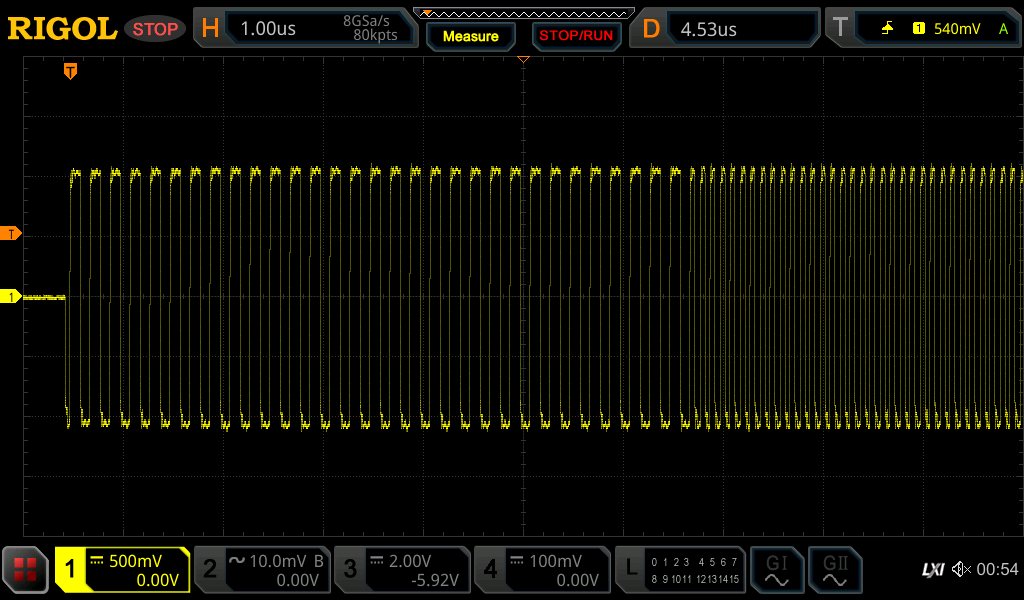 RIGOL STOP H 1.00us 8GSa/s 80kpts Measure STOP/RUN D 4.53us T 1 540mV A
T
T
1
1 500mV 0.00V 2 10.0mV B 0.00V 3 2.00V -5.92V 4 100mV 0.00V L 0 1 2 3 4 5 6 7 8 9 10 11 12 13 14 15 GI GII LXI 00:54